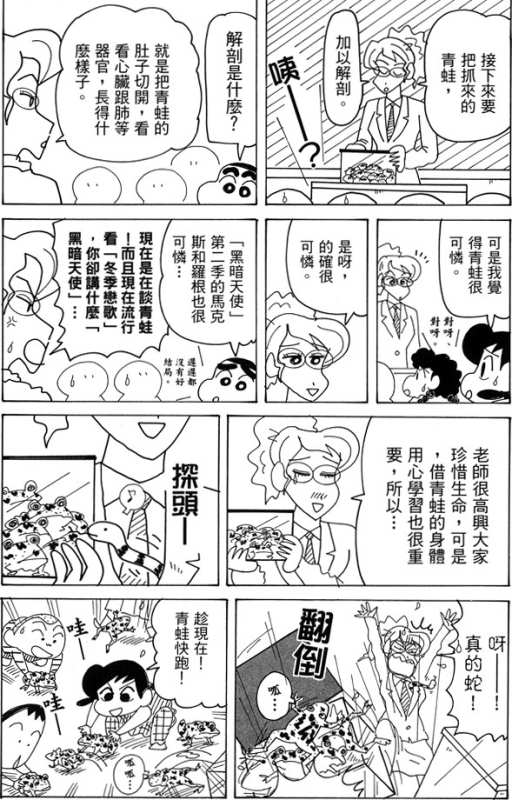 接下來要
把抓來的
青蛙，
加以解剖。
咦——？
解剖是什麼？
就是把青蛙的
肚子切開，看
看心臟跟肺等
器官，長得什
麼樣子。
可是我覺
得青蛙很
可憐。
對呀。
對呀。
是呀，
的確很
可憐。
「黑暗天使」
第二季的馬克
斯和羅根也很
可憐…
遲遲都
沒有好
結局。
現在是在談青蛙
！而且現在流行
看「冬季戀歌」
，你卻講什麼「
黑暗天使」…
老師很高興大家
珍惜生命，可是
，借青蛙的身體
用心學習也很重
要，所以…
探頭——
呀——！
真的蛇！
翻倒
呱…
趁現在！
青蛙快跑！
哇—
哇—
呱呱…